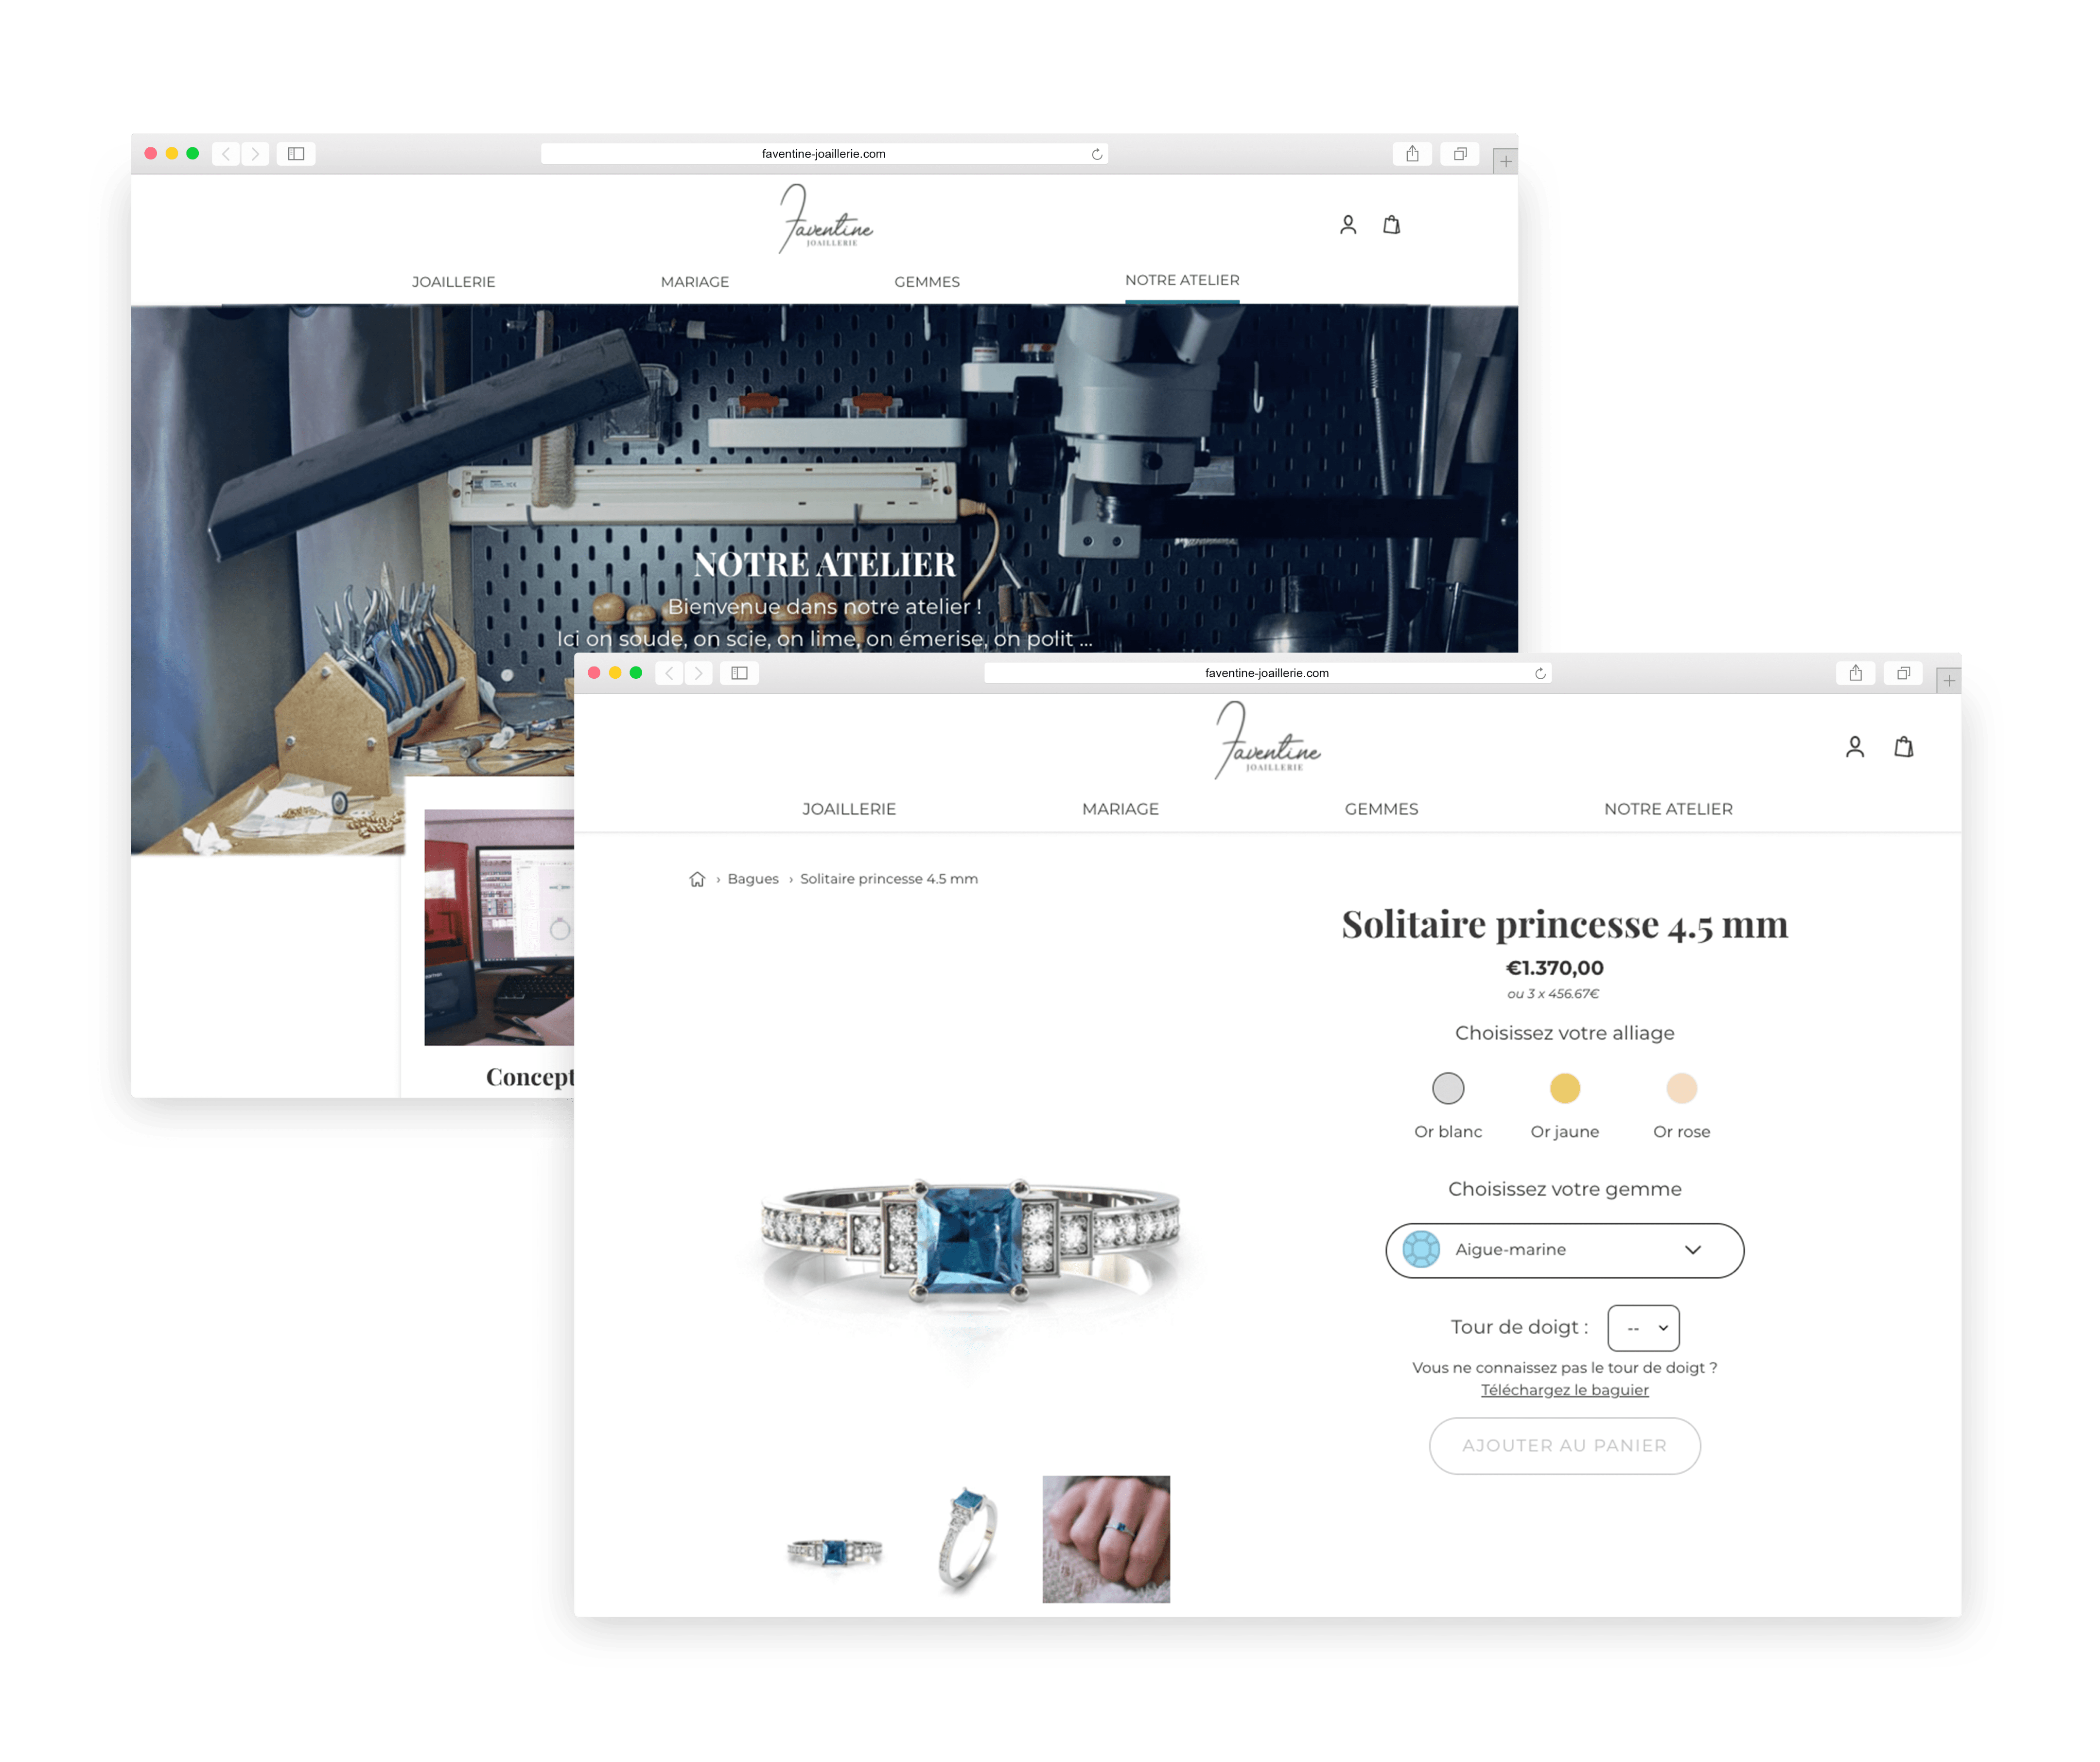 faventine-joaillerie.com
Faventine
JOAILLERIE
JOAILLERIE MARIAGE GEMMES NOTRE ATELIER
NOTRE ATELIER
Bienvenue dans notre atelier !
Ici on soude, on scie, on lime, on émerise, on polit ...
Concept
faventine-joaillerie.com
Faventine
JOAILLERIE
JOAILLERIE MARIAGE GEMMES NOTRE ATELIER
› Bagues › Solitaire princesse 4.5 mm
Solitaire princesse 4.5 mm
€1.370,00
ou 3 x 456.67€
Choisissez votre alliage
Or blanc Or jaune Or rose
Choisissez votre gemme
Aigue-marine
Tour de doigt : --
Vous ne connaissez pas le tour de doigt ?
Téléchargez le baguier
AJOUTER AU PANIER